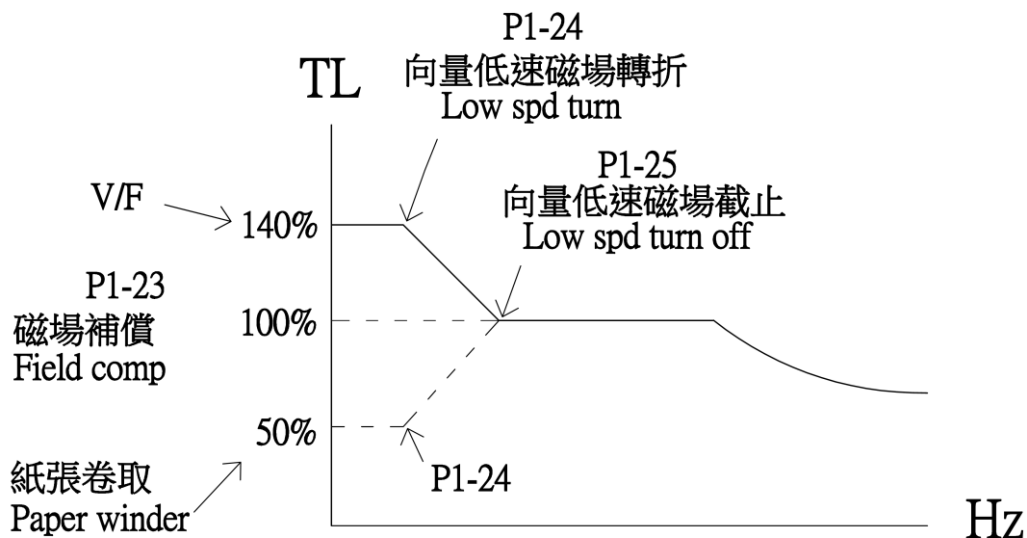 P1-24
向量低速磁場轉折
Low spd turn
TL
P1-25
向量低速磁場截止
Low spd turn off
V/F
140%
P1-23
磁場補償
Field comp
100%
50%
P1-24
紙張卷取
Paper winder
Hz